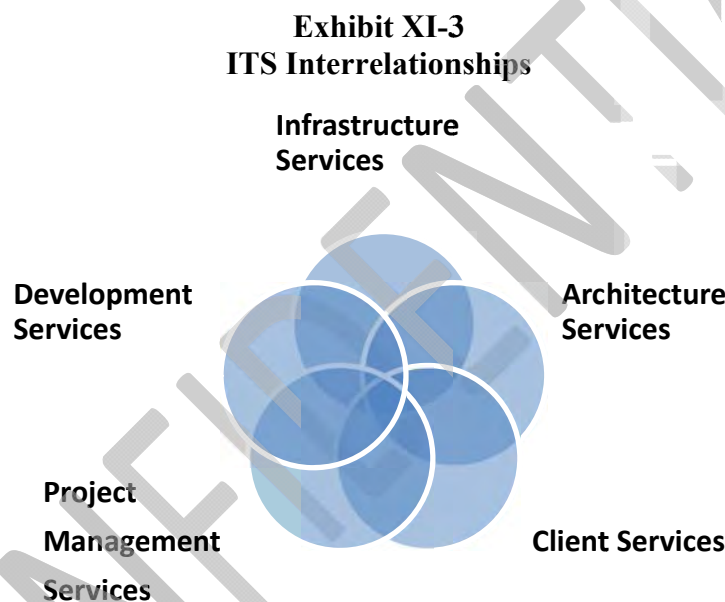 Exhibit XI-3
ITS Interrelationships
Infrastructure
Services
Development
Services
Architecture
Services
Project
Management
Services
Client Services